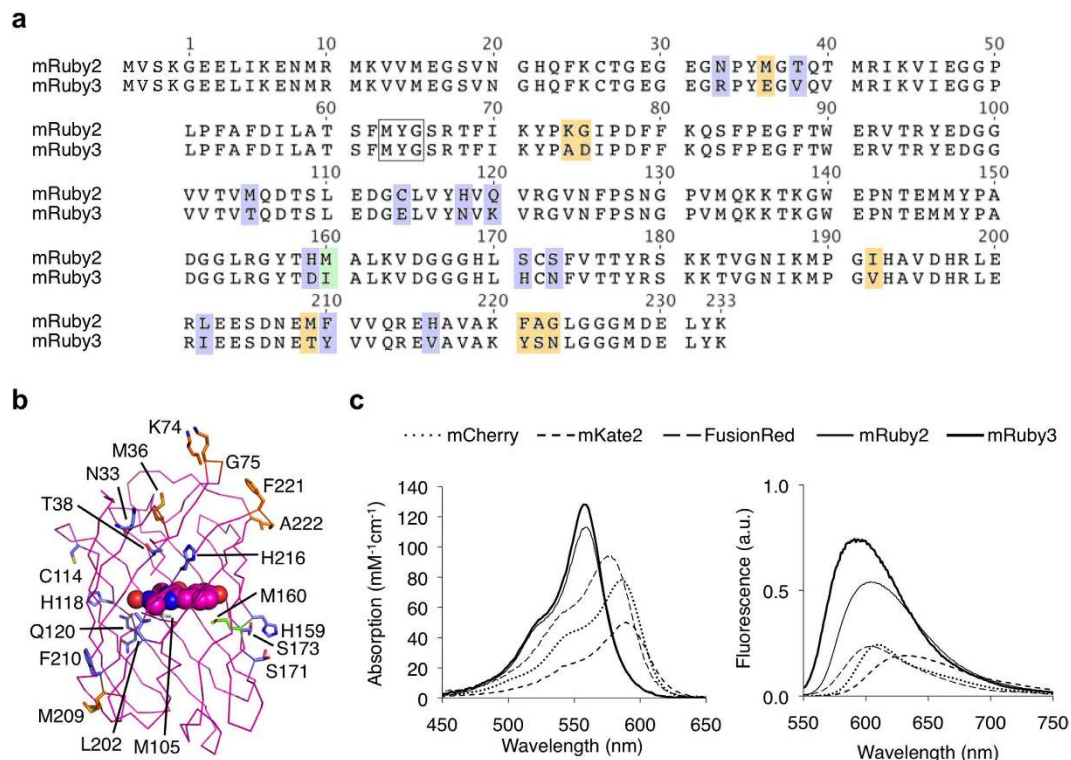 a
1 10 20 30 40 50
mRuby2 MVSKGEELIKENMR MKVVMEGSVN GHQFKCTGEG EGNPYMGTQT MRIKVIEGGP
mRuby3 MVSKGEELIKENMR MKVVMEGSVN GHQFKCTGEG EGRPYEGVQV MRIKVIEGGP
60 70 80 90 100
mRuby2 LPFAFDILAT SFMYGSRTFI KYPKGIPDFF KQSFPEGFTW ERVTRYEDGG
mRuby3 LPFAFDILAT SFMYGSRTFI KYPADIPDFF KQSFPEGFTW ERVTRYEDGG
110 120 130 140 150
mRuby2 VVTVMQDTSL EDGCLVYHVQ VRGVNFPSNG PVMQKKTKGW EPNTEMMYPA
mRuby3 VVTVTQDTSL EDGELVYNVK VRGVNFPSNG PVMQKKTKGW EPNTEMMYPA
160 170 180 190 200
mRuby2 DGGLRGYTHM ALKVDGGGHL SCSFVTTYRS KKTVGNIKMP GIHAVDHRLE
mRuby3 DGGLRGYTDI ALKVDGGGHL HCNFVTTYRS KKTVGNIKMP GVHAVDHRLE
210 220 230 233
mRuby2 RLEESDNEMF VVQREHAVAK FAGLGGGMDE LYK
mRuby3 RIEESDNETY VVQREVAVAK YSNLGGGMDE LYK
b
K74
M36
G75
N33
F221
T38
A222
H216
C114
H118
M160
Q120
H159
S173
F210
S171
M209
L202 M105
c
mCherry mKate2 FusionRed mRuby2 mRuby3
Absorption (mM⁻¹cm⁻¹)
140
120
100
80
60
40
20
0
450 500 550 600 650
Wavelength (nm)
Fluorescence (a.u.)
1.0
0.5
0.0
550 600 650 700 750
Wavelength (nm)